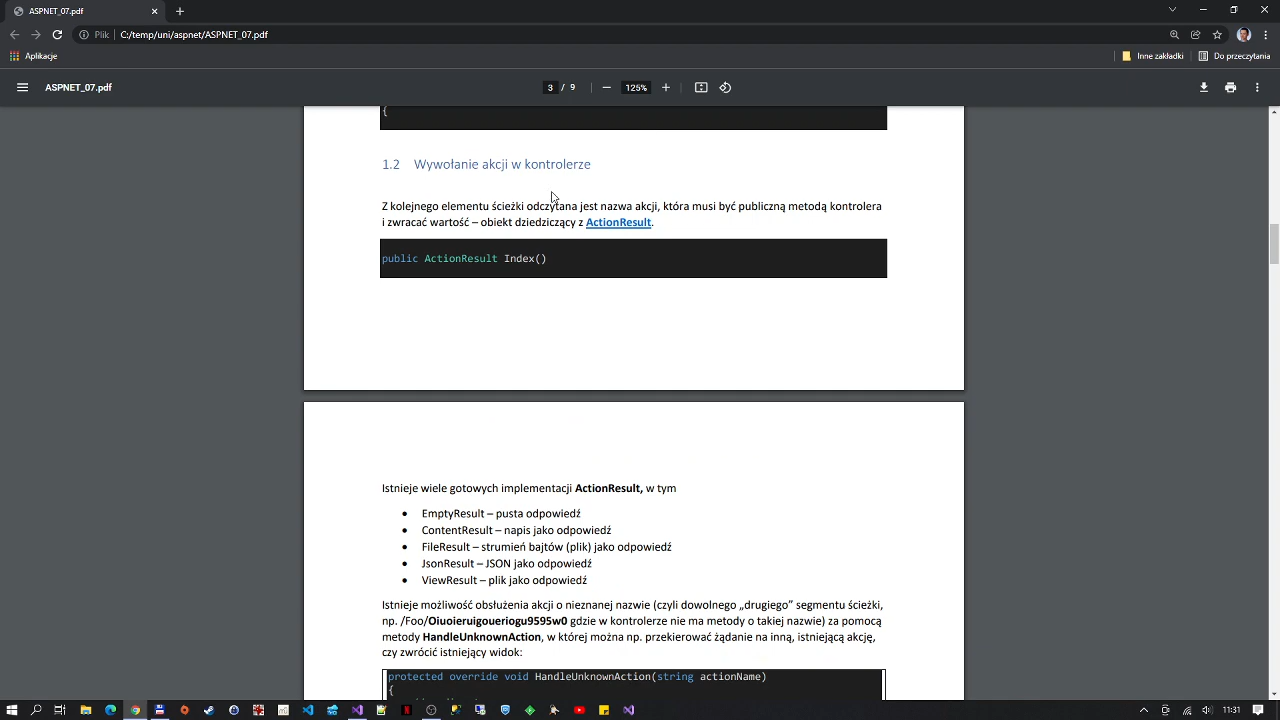 ASPNET_07.pdf
Plik C:/temp/uni/aspnet/ASPNET_07.pdf
Aplikacje
Inne zakładki
Do przeczytania
ASPNET_07.pdf
3 / 9
125%
{
1.2 Wywołanie akcji w kontrolerze
Z kolejnego elementu ścieżki odczytana jest nazwa akcji, która musi być publiczną metodą kontrolera
i zwracać wartość – obiekt dziedziczący z ActionResult.
public ActionResult Index()
Istnieje wiele gotowych implementacji ActionResult, w tym
• EmptyResult – pusta odpowiedź
• ContentResult – napis jako odpowiedź
• FileResult – strumień bajtów (plik) jako odpowiedź
• JsonResult – JSON jako odpowiedź
• ViewResult – plik jako odpowiedź
Istnieje możliwość obsłużenia akcji o nieznanej nazwie (czyli dowolnego „drugiego” segmentu ścieżki,
np. /Foo/Oiuoieruigoueriogu9595w0 gdzie w kontrolerze nie ma metody o takiej nazwie) za pomocą
metody HandleUnknownAction, w której można np. przekierować żądanie na inną, istniejącą akcję,
czy zwrócić istniejący widok:
protected override void HandleUnknownAction(string actionName)
{
19:31